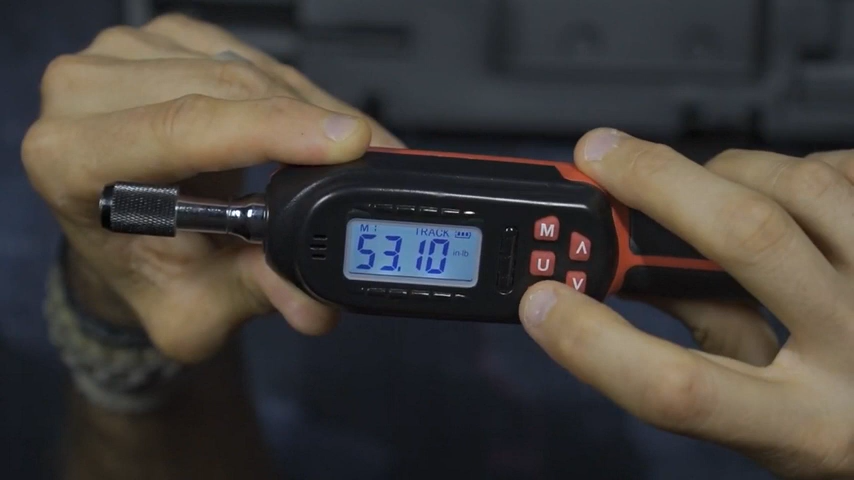 M1 TRACK
53.10 in-lb
M
Λ
U
V